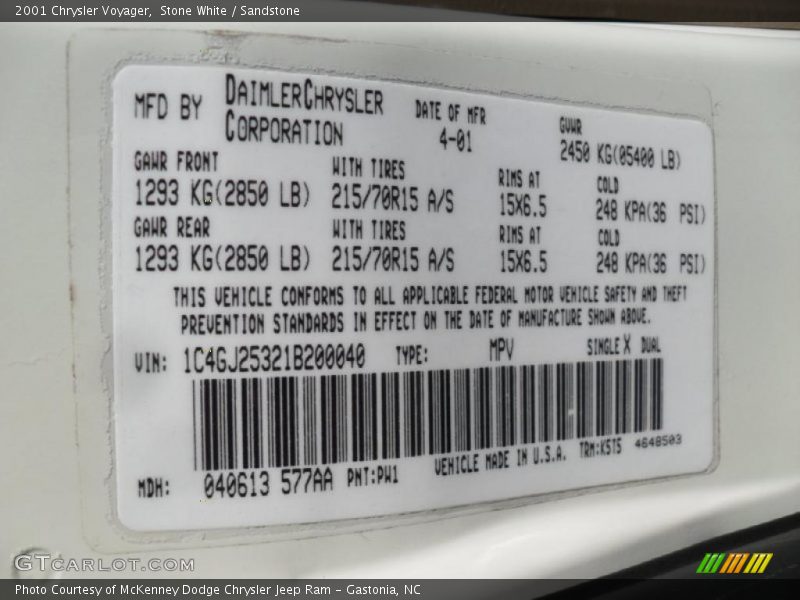 2001 Chrysler Voyager, Stone White / Sandstone
MFD BY DAIMLERCHRYSLER CORPORATION DATE OF MFR 4-01 GVWR 2450 KG(05400 LB)
GAWR FRONT WITH TIRES RIMS AT COLD
1293 KG(2850 LB) 215/70R15 A/S 15X6.5 248 KPA(36 PSI)
GAWR REAR WITH TIRES RIMS AT COLD
1293 KG(2850 LB) 215/70R15 A/S 15X6.5 248 KPA(36 PSI)
THIS VEHICLE CONFORMS TO ALL APPLICABLE FEDERAL MOTOR VEHICLE SAFETY AND THEFT
PREVENTION STANDARDS IN EFFECT ON THE DATE OF MANUFACTURE SHOWN ABOVE.
VIN: 1C4GJ25321B200040 TYPE: MPV SINGLE X DUAL
MDH: 040613 577AA PNT:PW1 VEHICLE MADE IN U.S.A. TRM:K5T5 4648503
GTCARLOT.COM
Photo Courtesy of McKenney Dodge Chrysler Jeep Ram - Gastonia, NC